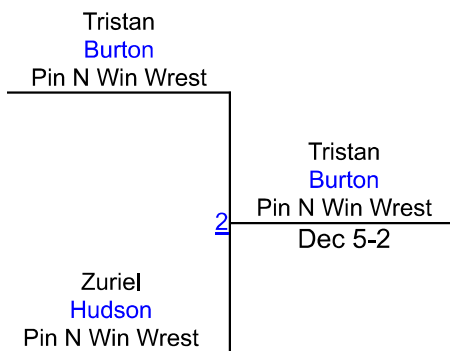 Tristan
Burton
Pin N Win Wrest
Tristan
Burton
Pin N Win Wrest
2
Dec 5-2
Zuriel
Hudson
Pin N Win Wrest